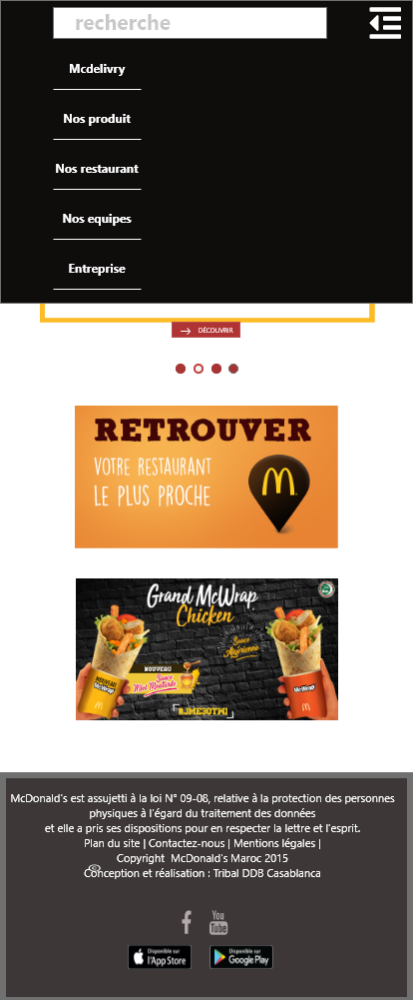 recherche
Mcdelivry
Nos produit
Nos restaurant
Nos equipes
Entreprise
DÉCOUVRIR
RETROUVER
VOTRE RESTAURANT
LE PLUS PROCHE
Grand McWrap
Chicken
Sauce
Algérienne
NOUVEAU
Sauce
Miel Moutarde
NOUVEAU
McWrap
McWrap
#JME3OTWI
McDonald's est assujetti à la loi N° 09-08, relative à la protection des personnes
physiques à l'égard du traitement des données
et elle a pris ses dispositions pour en respecter la lettre et l'esprit.
Plan du site | Contactez-nous | Mentions légales |
Copyright McDonald's Maroc 2015
Conception et réalisation : Tribal DDB Casablanca
You
Tube
Disponible sur
l'App Store
Disponible sur
Google Play